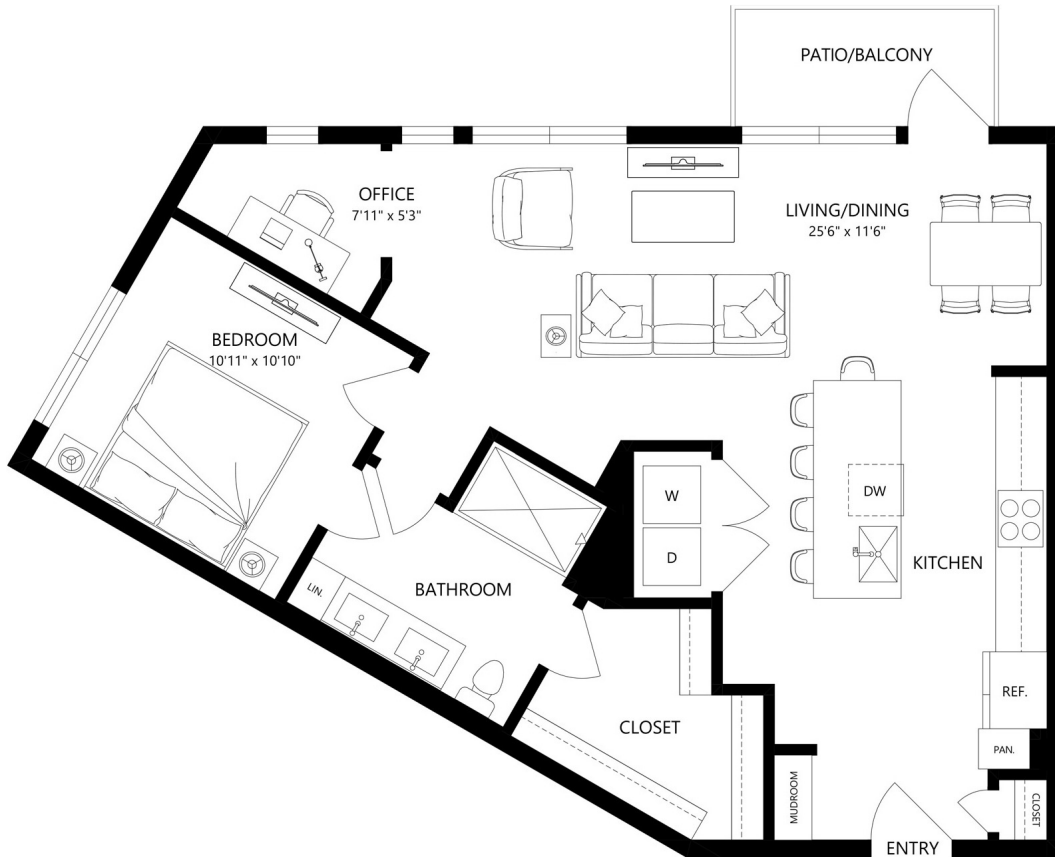 PATIO/BALCONY
OFFICE
7'11" x 5'3"
LIVING/DINING
25'6" x 11'6"
BEDROOM
10'11" x 10'10"
W
DW
D
KITCHEN
LIN.
BATHROOM
REF.
CLOSET
PAN.
MUDROOM
CLOSET
ENTRY